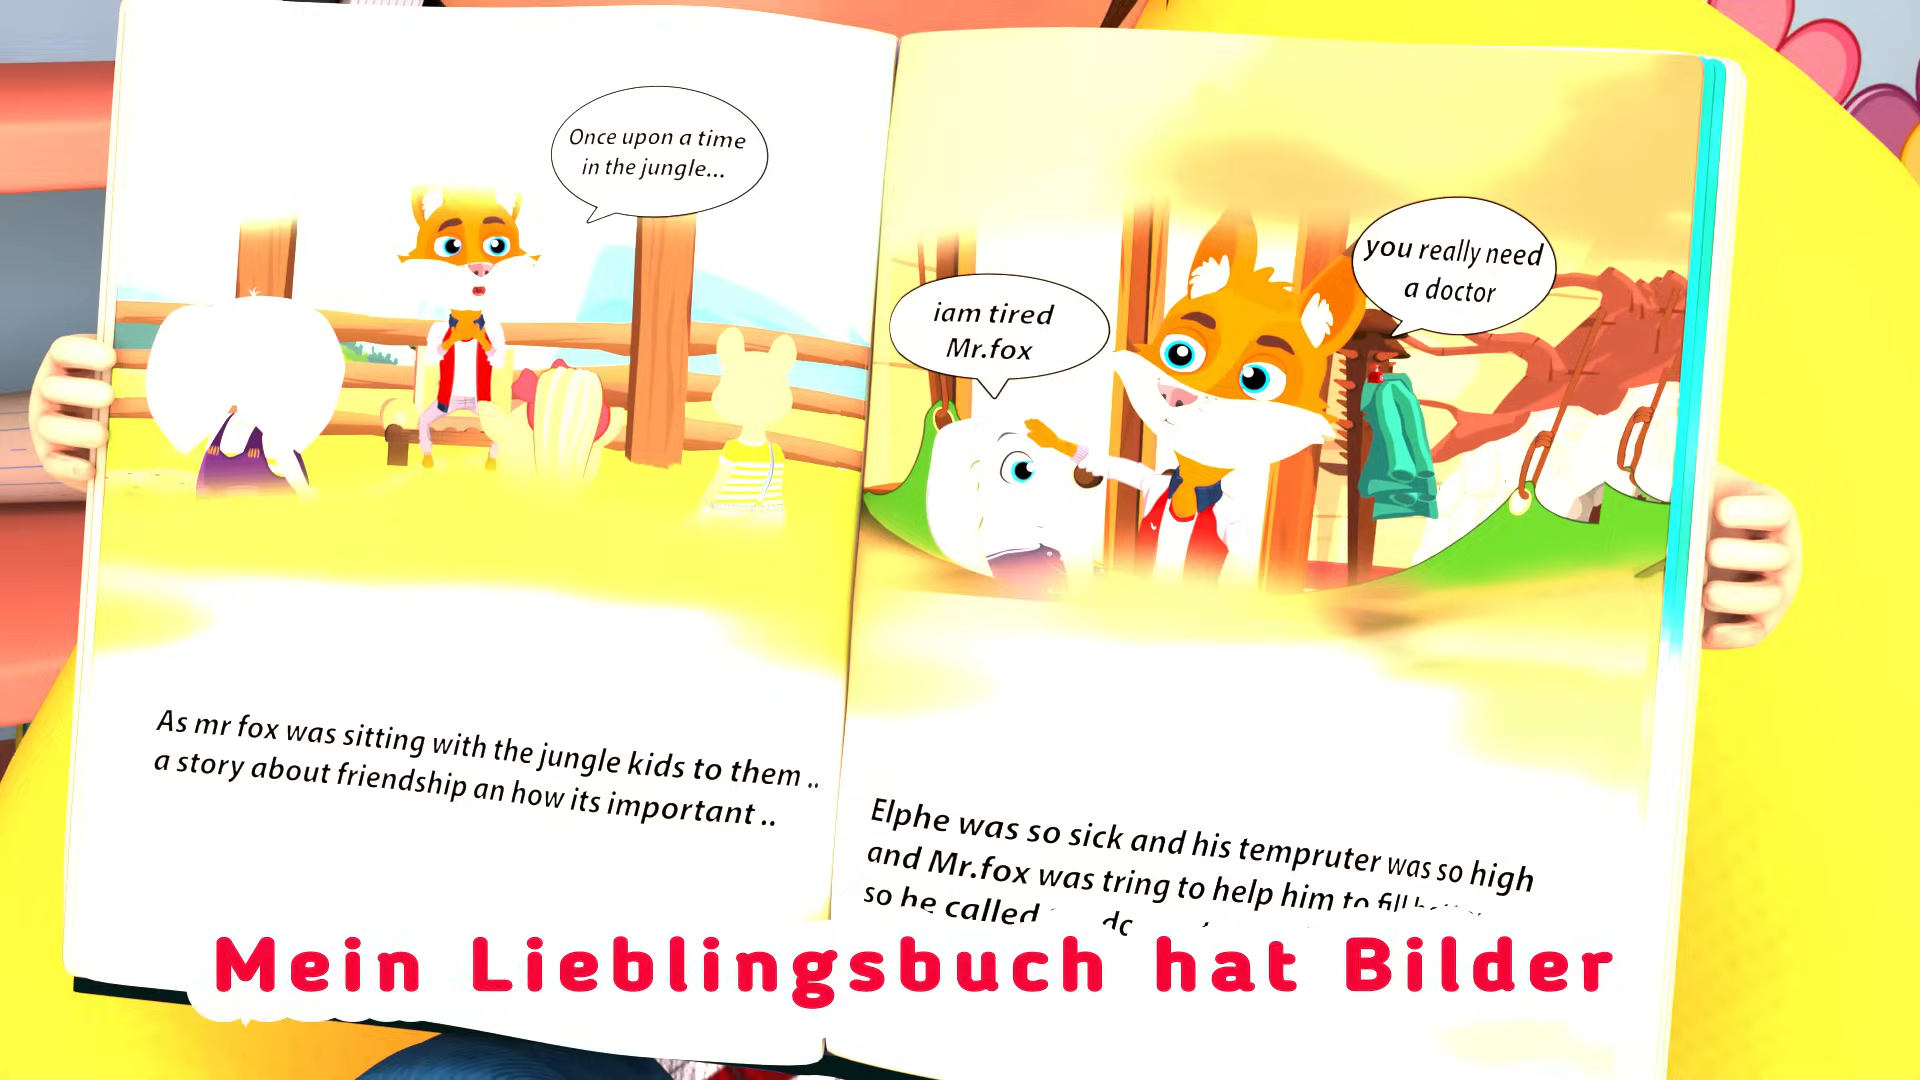 Once upon a time
in the jungle...
As mr fox was sitting with the jungle kids to them ..
a story about friendship an how its important ..
iam tired
Mr.fox
you really need
a doctor
Elphe was so sick and his tempruter was so high
and Mr.fox was tring to help him to fill
so he called
Mein Lieblingsbuch hat Bilder